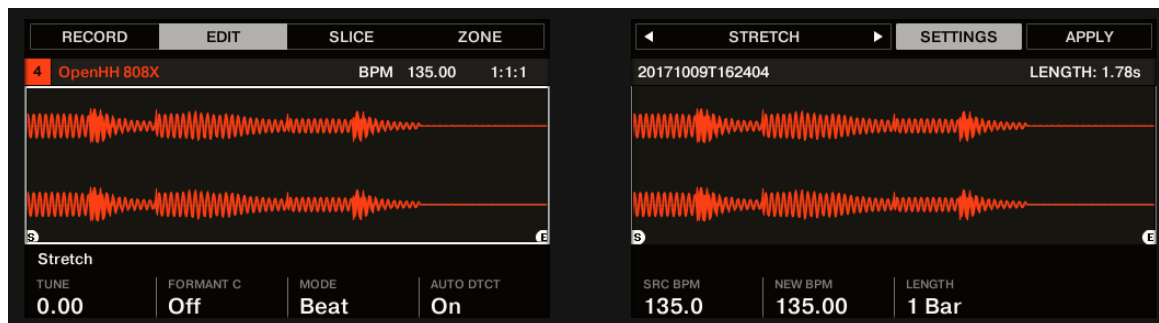 RECORD EDIT SLICE ZONE
4 OpenHH 808X BPM 135.00 1:1:1
S E
Stretch
TUNE FORMANT C MODE AUTO DTCT
0.00 Off Beat On
STRETCH SETTINGS APPLY
20171009T162404 LENGTH: 1.78s
S E
SRC BPM NEW BPM LENGTH
135.0 135.00 1 Bar